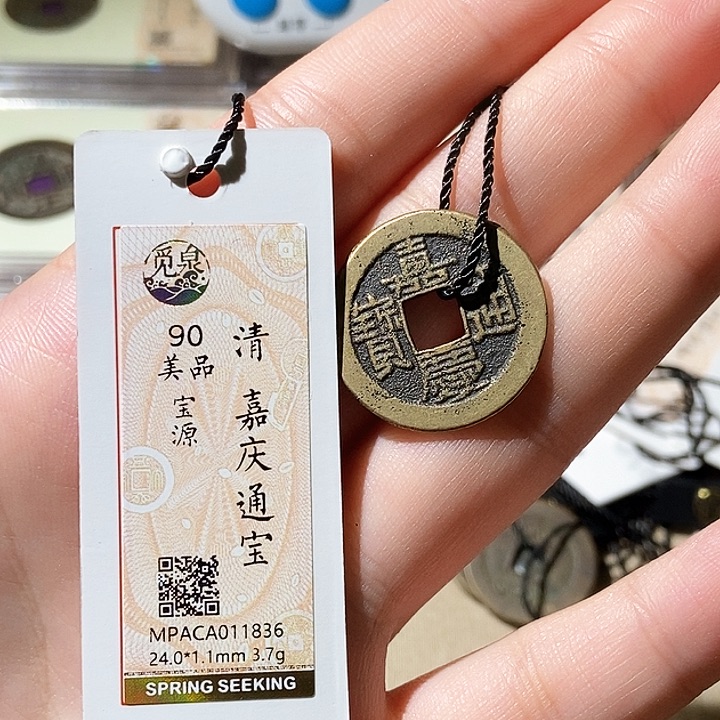 觅泉
90
美品
宝源
清 嘉庆通宝
MPACA011836
24.0*1.1mm 3.7g
SPRING SEEKING
嘉慶通寶